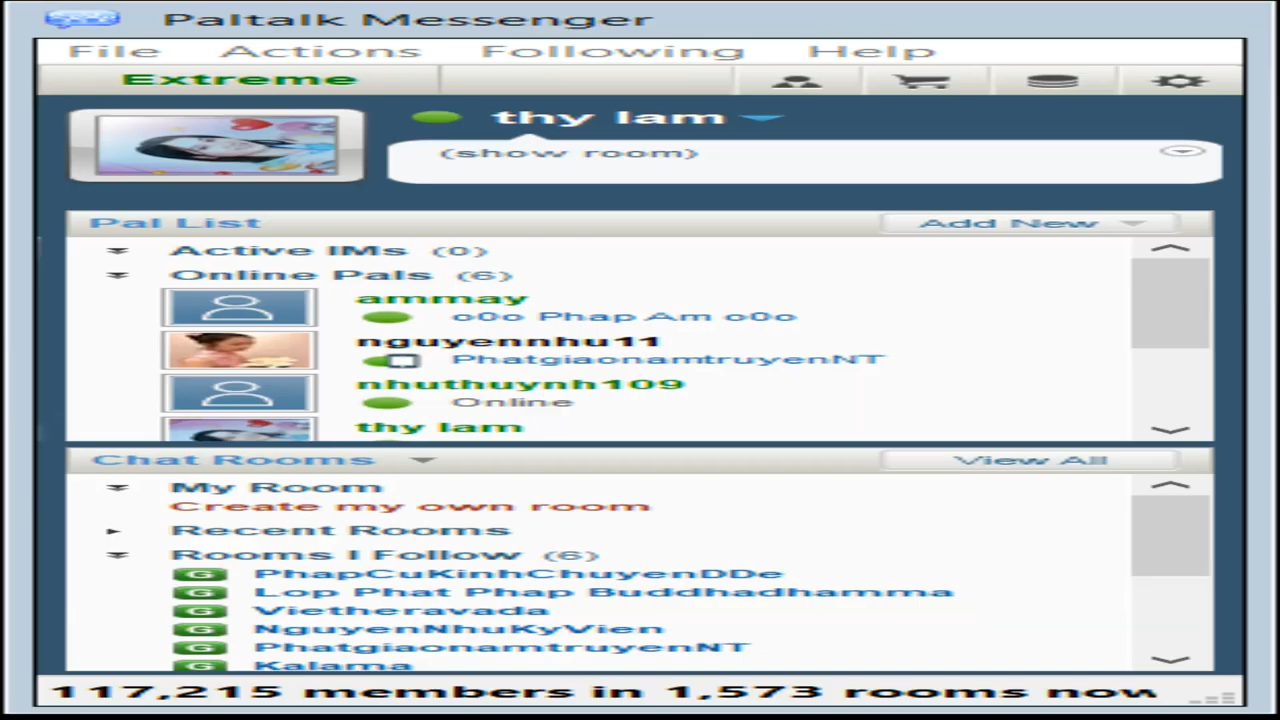 Paltalk Messenger
File Actions Following Help
Extreme
thy lam
(show room)
Pal List Add New
Active IMs (0)
Online Pals (6)
ammay
o0o Phap Am o0o
nguyennhu11
PhatgiaonamtruyenNT
nhuthuynh109
Online
thy lam
Chat Rooms View All
My Room
Create my own room
Recent Rooms
Rooms I Follow (6)
G PhapCuKinhChuyenDDe
G Lop Phat Phap Buddhadhamma
G Vietheravada
G NguyenNhuKyVien
G PhatgiaonamtruyenNT
G Kalama
117,215 members in 1,573 rooms now